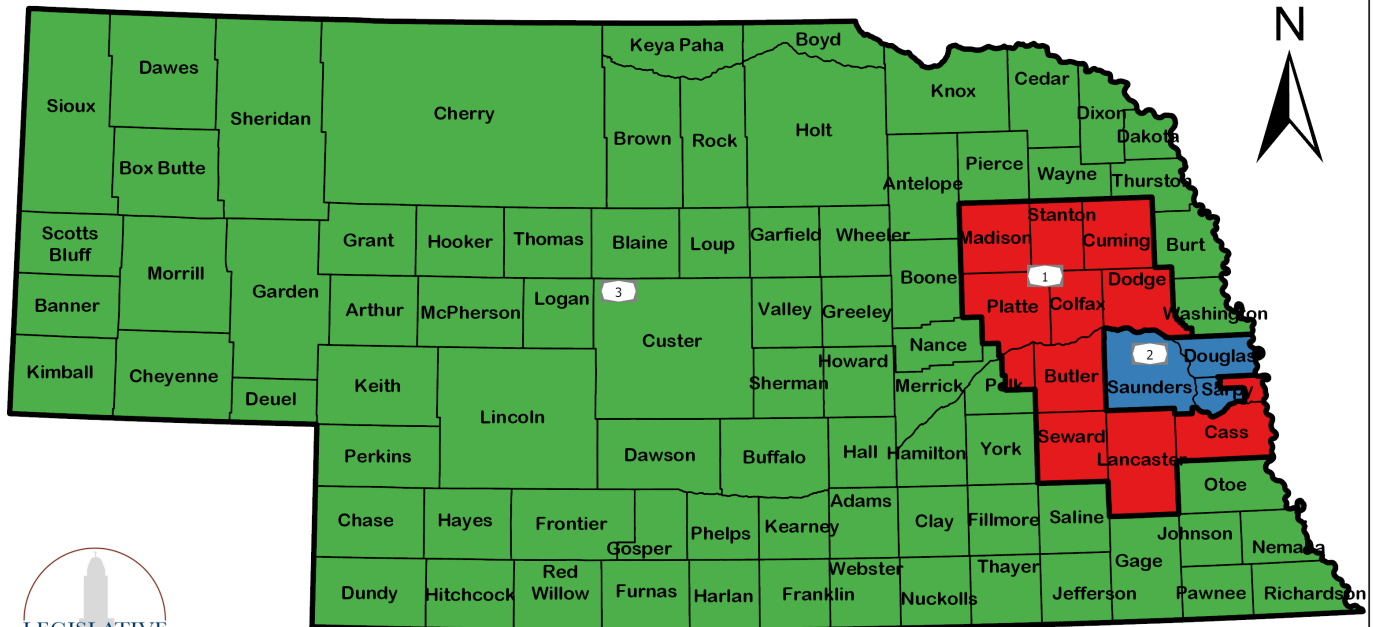 N
Keya Paha
Boyd
Dawes
Sioux
Sheridan
Cherry
Knox
Cedar
Dixon
Dakota
Brown
Rock
Holt
Box Butte
Antelope
Pierce
Wayne
Thurston
Scotts
Bluff
Grant
Hooker
Thomas
Blaine
Loup
Garfield
Wheeler
Madison
Stanton
Cuming
Burt
Morrill
Garden
Boone
1
Dodge
Banner
Arthur
McPherson
Logan
3
Valley
Greeley
Platte
Colfax
Washington
Custer
Nance
2
Douglas
Kimball
Cheyenne
Deuel
Keith
Lincoln
Sherman
Howard
Merrick
Polk
Butler
Saunders
Sarpy
Perkins
Dawson
Buffalo
Hall
Hamilton
York
Seward
Lancaster
Cass
Otoe
Chase
Hayes
Frontier
Gosper
Phelps
Kearney
Adams
Clay
Fillmore
Saline
Johnson
Nemaha
Gage
Dundy
Hitchcock
Red
Willow
Furnas
Harlan
Franklin
Webster
Nuckolls
Thayer
Jefferson
Pawnee
Richardson
LEGISLATIVE